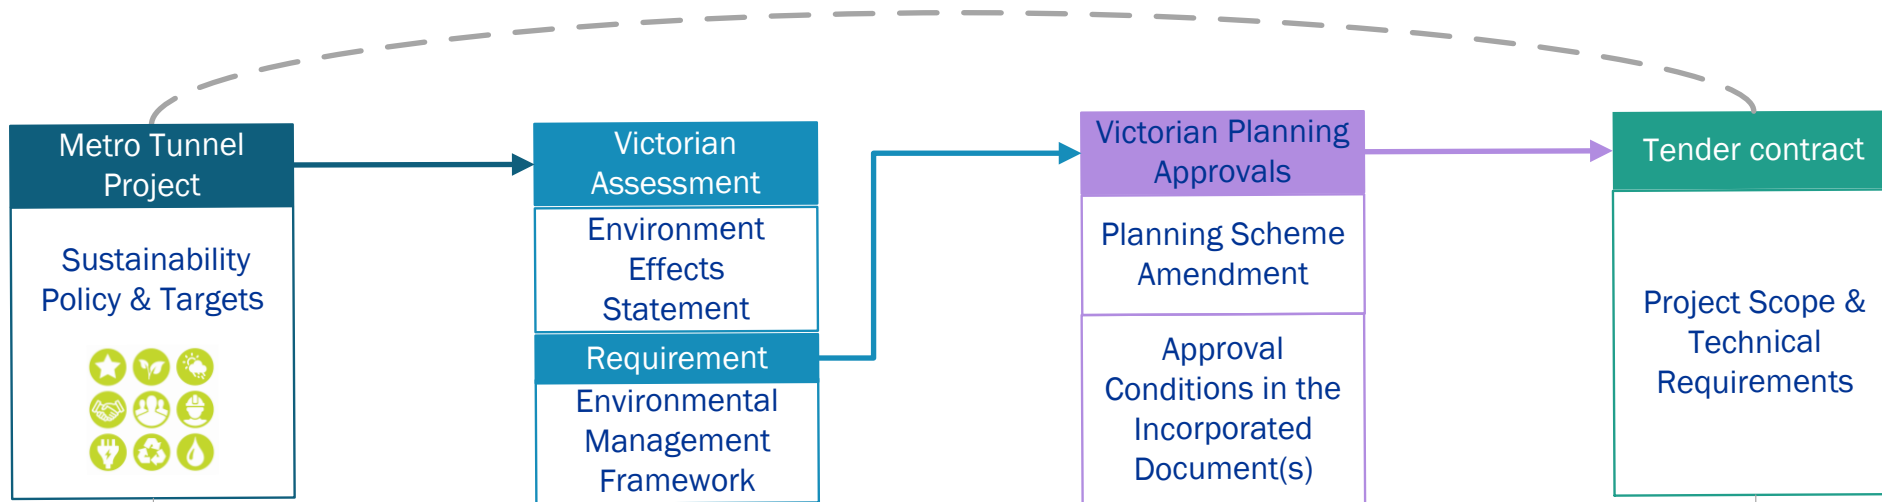 Metro Tunnel
Project
Sustainability
Policy & Targets
Victorian
Assessment
Environment
Effects
Statement
Requirement
Environmental
Management
Framework
Victorian Planning
Approvals
Planning Scheme
Amendment
Approval
Conditions in the
Incorporated
Document(s)
Tender contract
Project Scope &
Technical
Requirements